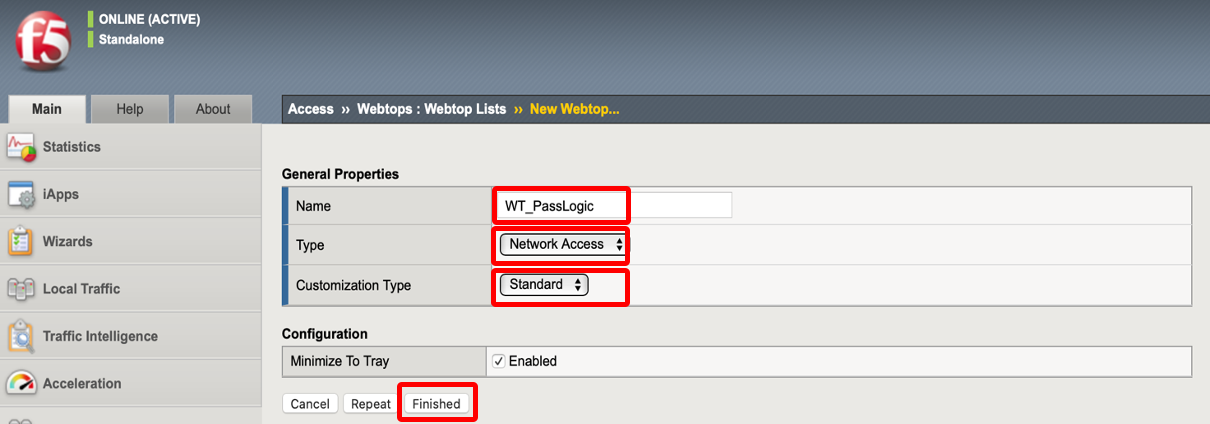 f5
ONLINE (ACTIVE)
Standalone
Main Help About
Access ›› Webtops : Webtop Lists ›› New Webtop...
Statistics
iApps
Wizards
Local Traffic
Traffic Intelligence
Acceleration
General Properties
Name WT_PassLogic
Type Network Access
Customization Type Standard
Configuration
Minimize To Tray Enabled
Cancel Repeat Finished